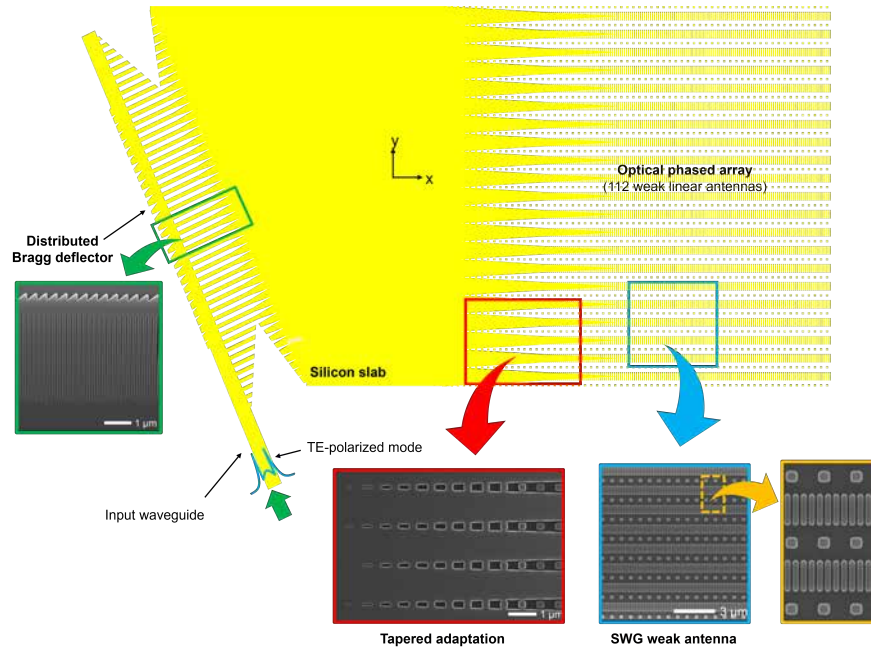 y
x
Optical phased array
(112 weak linear antennas)
Distributed
Bragg deflector
1 µm
Silicon slab
TE-polarized mode
Input waveguide
1 µm
3 µm
Tapered adaptation
SWG weak antenna